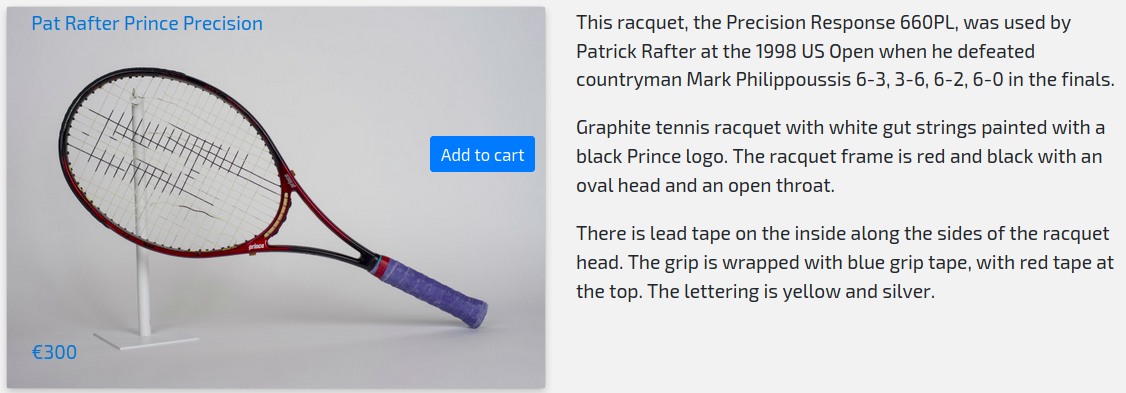 Pat Rafter Prince Precision
prince
Add to cart
€300
This racquet, the Precision Response 660PL, was used by
Patrick Rafter at the 1998 US Open when he defeated
countryman Mark Philippoussis 6-3, 3-6, 6-2, 6-0 in the finals.
Graphite tennis racquet with white gut strings painted with a
black Prince logo. The racquet frame is red and black with an
oval head and an open throat.
There is lead tape on the inside along the sides of the racquet
head. The grip is wrapped with blue grip tape, with red tape at
the top. The lettering is yellow and silver.